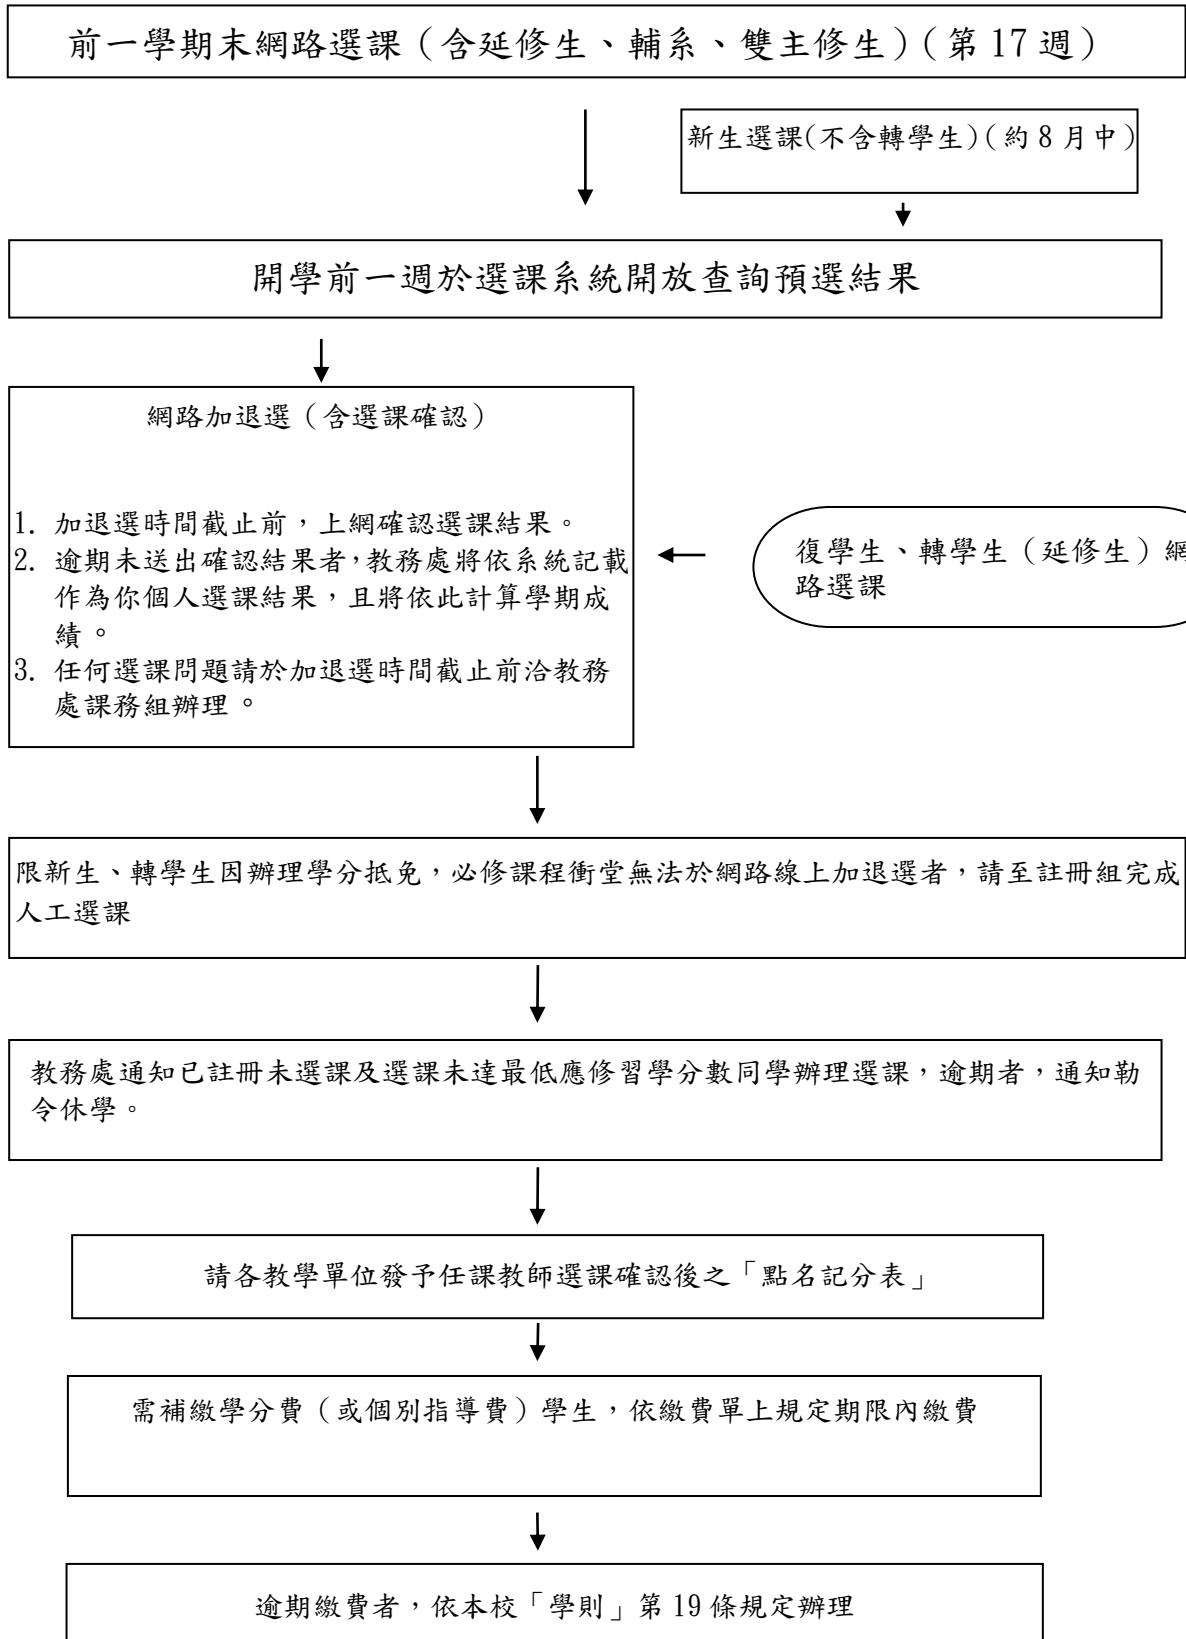 前一學期末網路選課（含延修生、輔系、雙主修生）（第 17 週）
新生選課(不含轉學生)（約 8 月中）
開學前一週於選課系統開放查詢預選結果
網路加退選（含選課確認）
1. 加退選時間截止前，上網確認選課結果。
2. 逾期未送出確認結果者，教務處將依系統記載
作為你個人選課結果，且將依此計算學期成
績。
3. 任何選課問題請於加退選時間截止前洽教務
處課務組辦理。
復學生、轉學生（延修生）網
路選課
限新生、轉學生因辦理學分抵免，必修課程衝堂無法於網路線上加退選者，請至註冊組完成
人工選課
教務處通知已註冊未選課及選課未達最低應修習學分數同學辦理選課，逾期者，通知勒
令休學。
請各教學單位發予任課教師選課確認後之「點名記分表」
需補繳學分費（或個別指導費）學生，依繳費單上規定期限內繳費
逾期繳費者，依本校「學則」第 19 條規定辦理